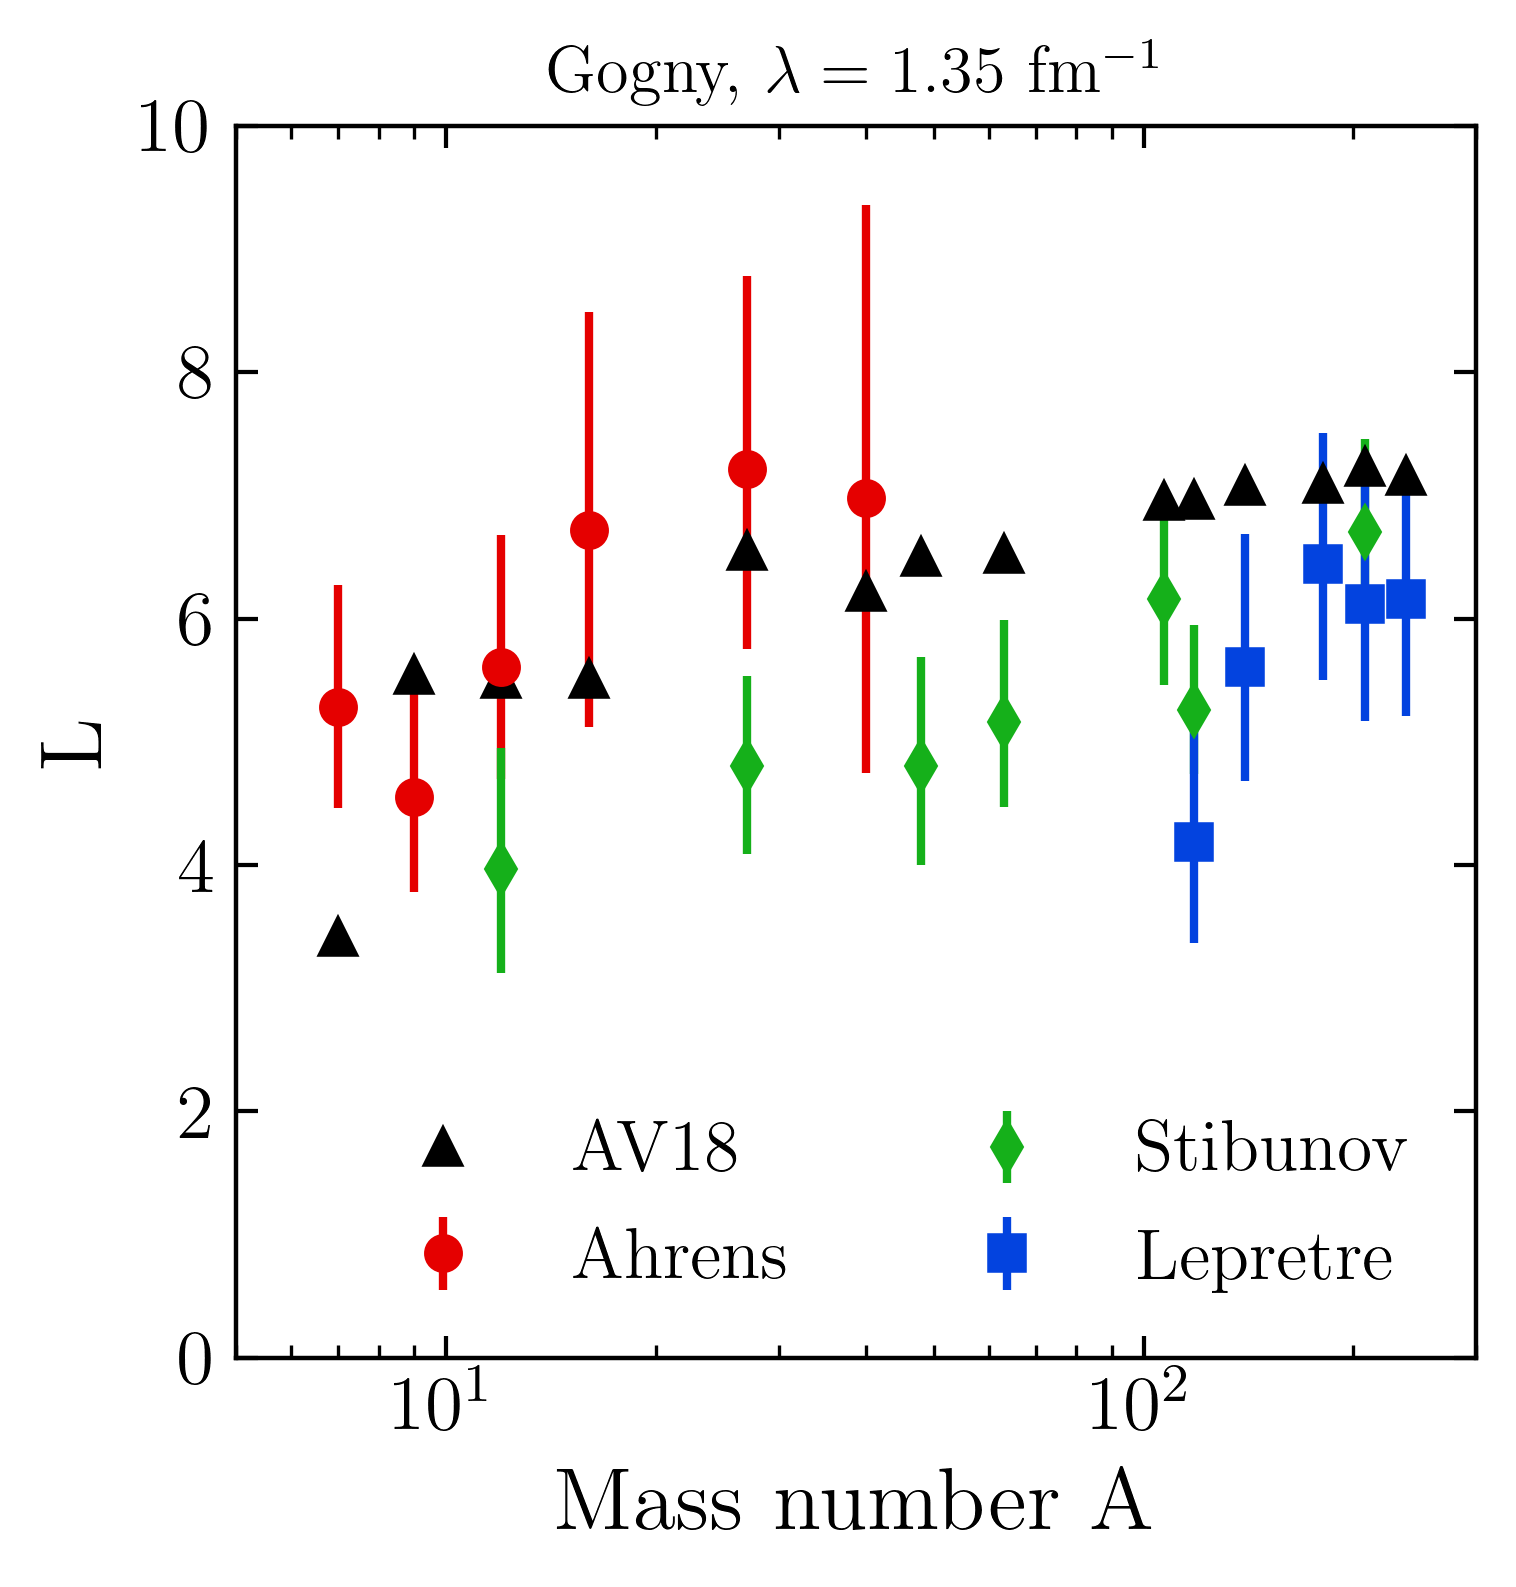 Gogny, λ = 1.35 fm⁻¹
10
8
6
4
2
0
L
AV18
Ahrens
Stibunov
Lepretre
10¹
10²
Mass number A